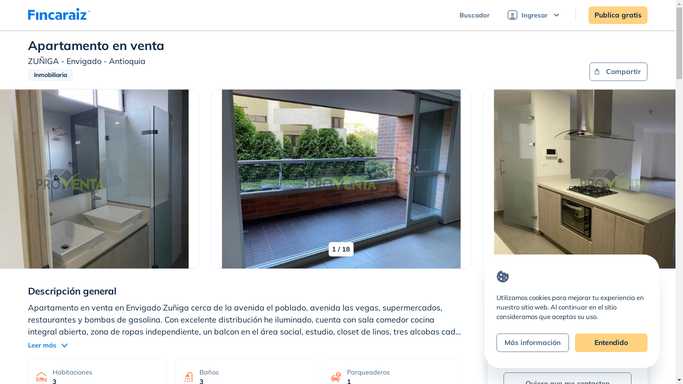 Fincaraiz
Buscador
Ingresar
Publica gratis
Apartamento en venta
ZUÑIGA - Envigado - Antioquia
Inmobiliaria
Compartir
PROVENTA
PROVENTA
PROVENTA
1 / 18
Descripción general
Apartamento en venta en Envigado Zuñiga cerca de la avenida el poblado, avenida las vegas, supermercados,
restaurantes y bombas de gasolina. Con excelente distribución he iluminado, cuenta con sala comedor cocina
integral abierta, zona de ropas independiente, un balcon en el área social, estudio, closet de linos, tres alcobas cad...
Leer más
Habitaciones
3
Baños
3
Parqueaderos
1
Utilizamos cookies para mejorar tu experiencia en
nuestro sitio web. Al continuar en el sitio
consideramos que aceptas su uso.
Más información
Entendido
Quiero que me contacten